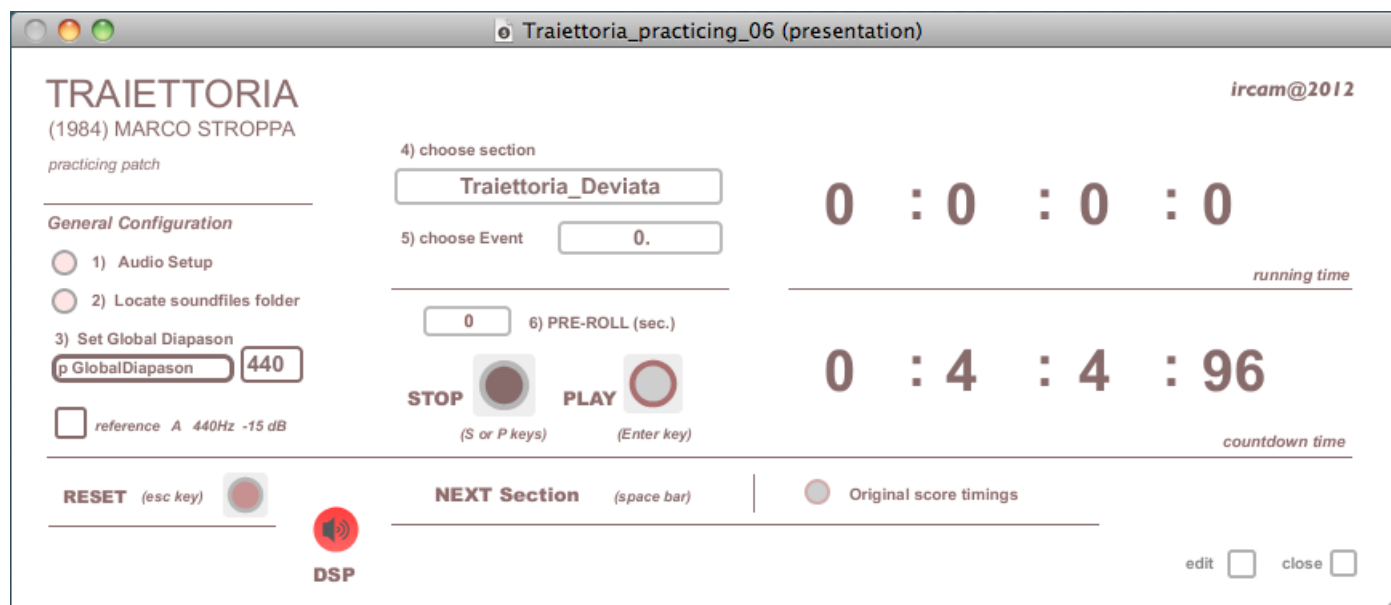 Traiettoria_practicing_06 (presentation)
TRAIETTORIA
(1984) MARCO STROPPA
practicing patch
ircam@2012
General Configuration
1) Audio Setup
2) Locate soundfiles folder
3) Set Global Diapason
p GlobalDiapason 440
reference A 440Hz -15 dB
4) choose section
Traiettoria_Deviata
5) choose Event 0.
0 6) PRE-ROLL (sec.)
STOP PLAY
(S or P keys) (Enter key)
0 : 0 : 0 : 0
running time
0 : 4 : 4 : 96
countdown time
RESET (esc key)
DSP
NEXT Section (space bar)
Original score timings
edit close